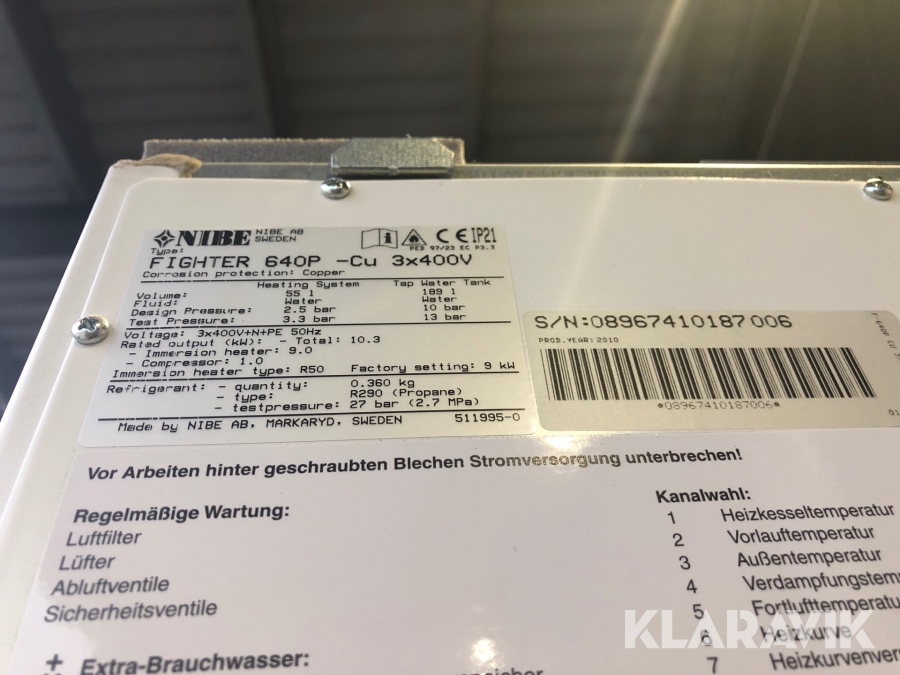 NIBE NIBE AB
SWEDEN
IP21
PED 97/23 EC P3.3
Type:
FIGHTER 640P -Cu 3x400V
Corrosion protection: Copper
Heating System Tap Water Tank
Volume: 55 l 189 l
Fluid: Water Water
Design Pressure: 2.5 bar 10 bar
Test Pressure: 3.3 bar 13 bar
Voltage: 3x400V+N+PE 50Hz
Rated output (kW): - Total: 10.3
- Immersion heater: 9.0
- Compressor: 1.0
Immersion heater type: R50 Factory setting: 9 kW
Refrigerant: - quantity: 0.360 kg
- type: R290 (Propane)
- testpressure: 27 bar (2.7 MPa)
Made by NIBE AB, MARKARYD, SWEDEN 511995-0
S/N:08967410187006
PROD.YEAR:2010
*08967410187006*
Vor Arbeiten hinter geschraubten Blechen Stromversorgung unterbrechen!
Regelmäßige Wartung:
Luftfilter
Lüfter
Abluftventile
Sicherheitsventile
Extra-Brauchwasser:
Kanalwahl:
1 Heizkesseltemperatur
2 Vorlauftemperatur
3 Außentemperatur
4 Verdampfungstem
5 Fortlufttemperatu
6 Heizkurve
7 Heizkurvenvers
KLARAVIK